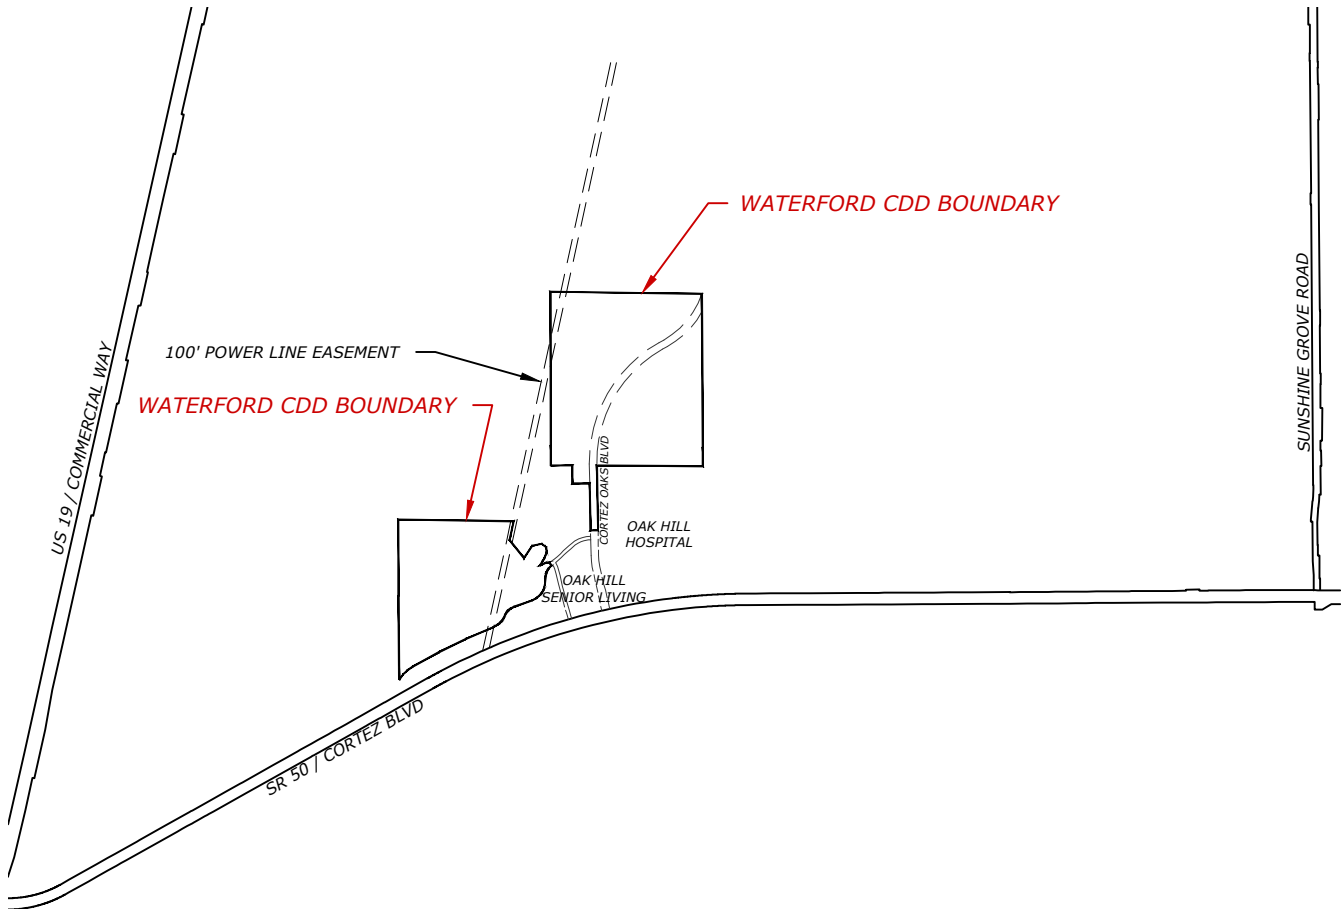 WATERFORD CDD BOUNDARY
SUNSHINE GROVE ROAD
US 19 / COMMERCIAL WAY
100' POWER LINE EASEMENT
WATERFORD CDD BOUNDARY
CORTEZ OAKS BLVD
OAK HILL
HOSPITAL
OAK HILL
SENIOR LIVING
SR 50 / CORTEZ BLVD